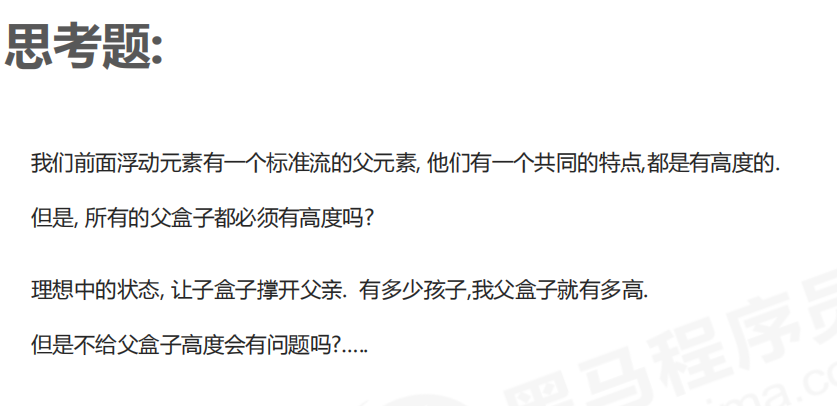 思考题:
我们前面浮动元素有一个标准流的父元素, 他们有一个共同的特点,都是有高度的.
但是, 所有的父盒子都必须有高度吗?
理想中的状态, 让子盒子撑开父亲. 有多少孩子,我父盒子就有多高.
但是不给父盒子高度会有问题吗?.....
黑马程序员
ma.co